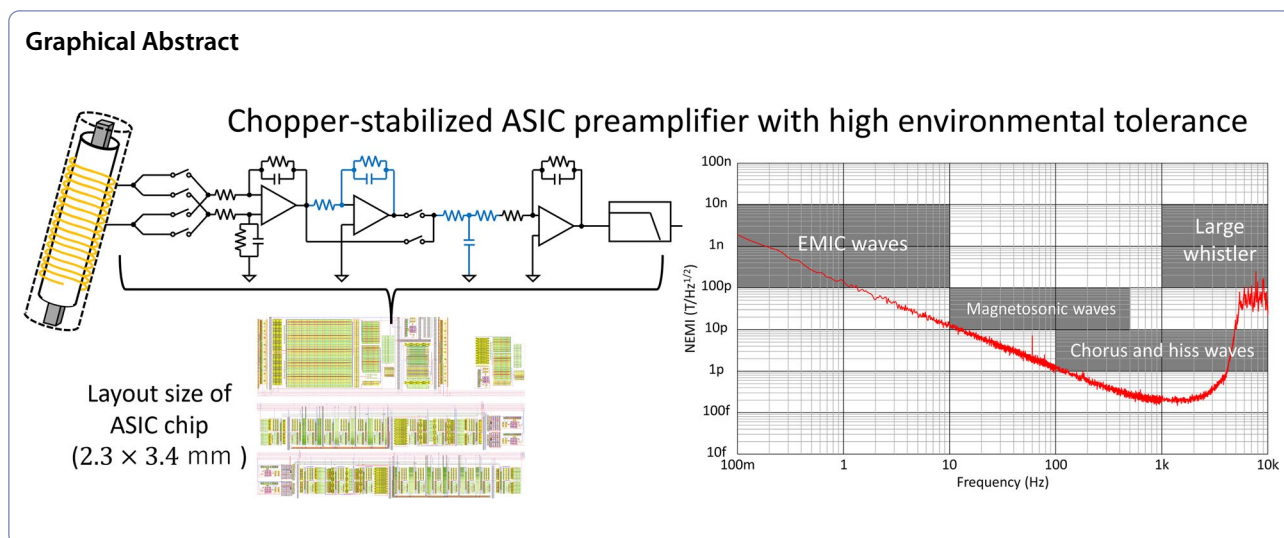 Graphical Abstract
Chopper-stabilized ASIC preamplifier with high environmental tolerance
Layout size of
ASIC chip
(2.3 × 3.4 mm )
NEMI (T/Hz1/2)
100n
10n
1n
100p
10p
1p
100f
10f
EMIC waves
Large
whistler
Magnetosonic waves
Chorus and hiss waves
100m
1
10
100
1k
10k
Frequency (Hz)